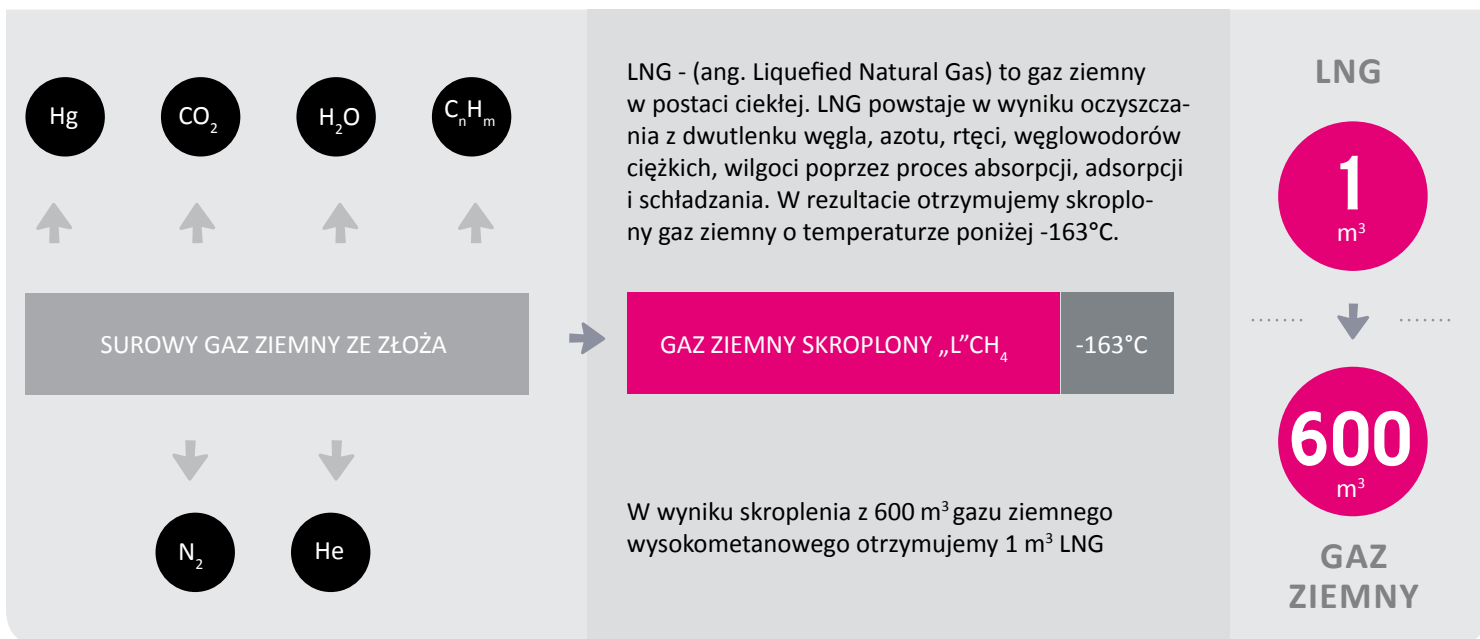 Hg
CO₂
H₂O
CₙHₘ
SUROWY GAZ ZIEMNY ZE ZŁOŻA
N₂
He
LNG - (ang. Liquefied Natural Gas) to gaz ziemny
w postaci ciekłej. LNG powstaje w wyniku oczyszcza-
nia z dwutlenku węgla, azotu, rtęci, węglowodorów
ciężkich, wilgoci poprzez proces absorpcji, adsorpcji
i schładzania. W rezultacie otrzymujemy skroplo-
ny gaz ziemny o temperaturze poniżej -163°C.
GAZ ZIEMNY SKROPLONY „L”CH₄
-163°C
W wyniku skroplenia z 600 m³ gazu ziemnego
wysokometanowego otrzymujemy 1 m³ LNG
LNG
1
m³
600
m³
GAZ
ZIEMNY